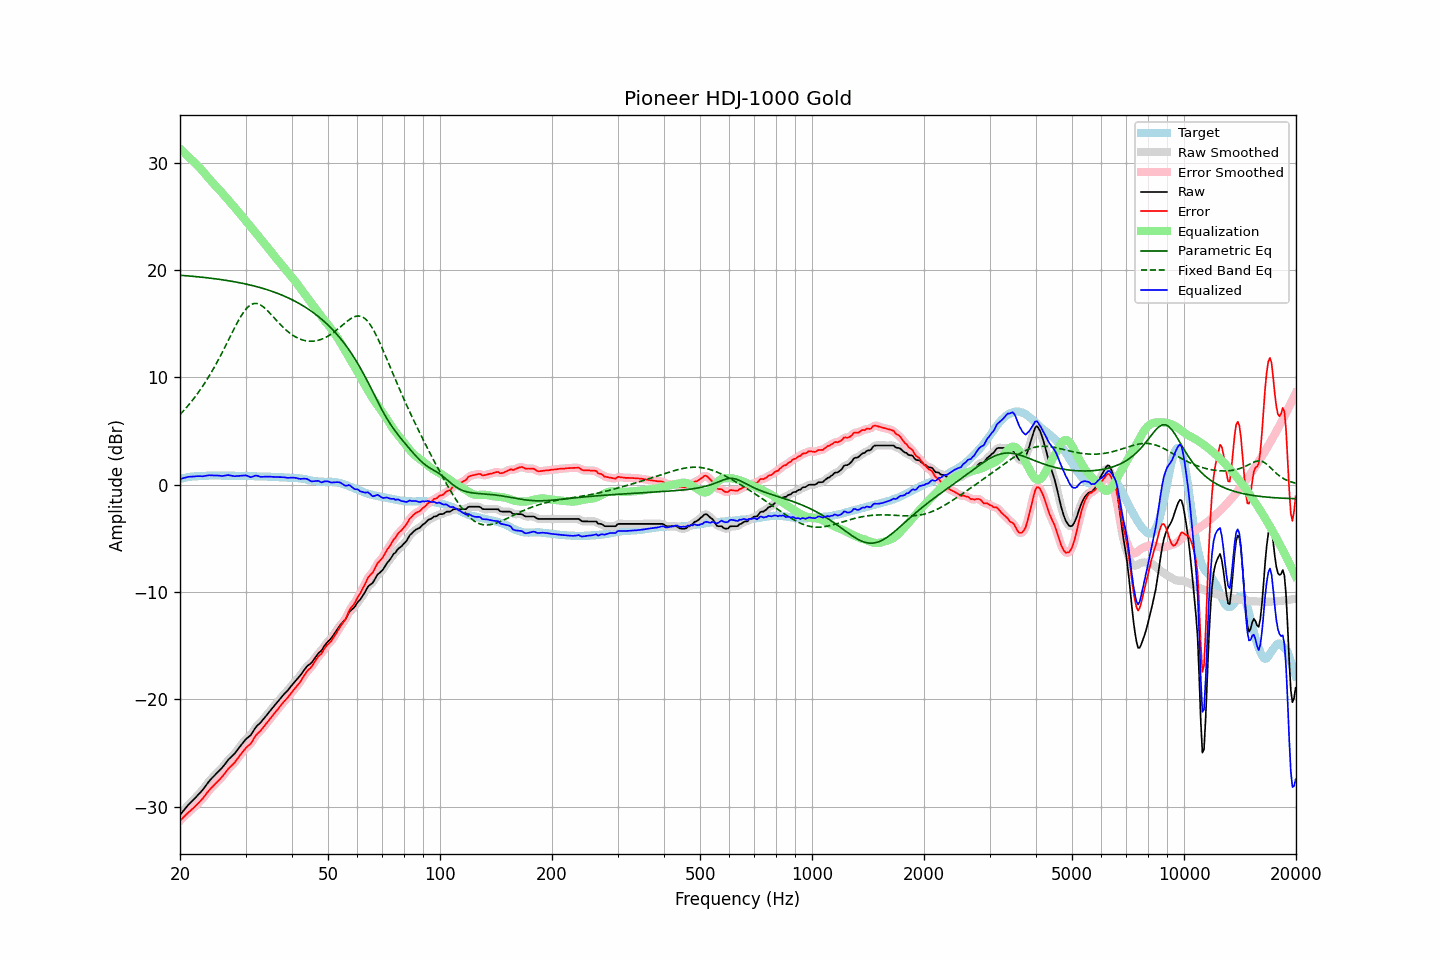 Pioneer HDJ-1000 Gold
Amplitude (dBr)
30
20
10
0
−10
−20
−30
Target
Raw Smoothed
Error Smoothed
Raw
Error
Equalization
Parametric Eq
Fixed Band Eq
Equalized
20 50 100 200 500 1000 2000 5000 10000 20000
Frequency (Hz)